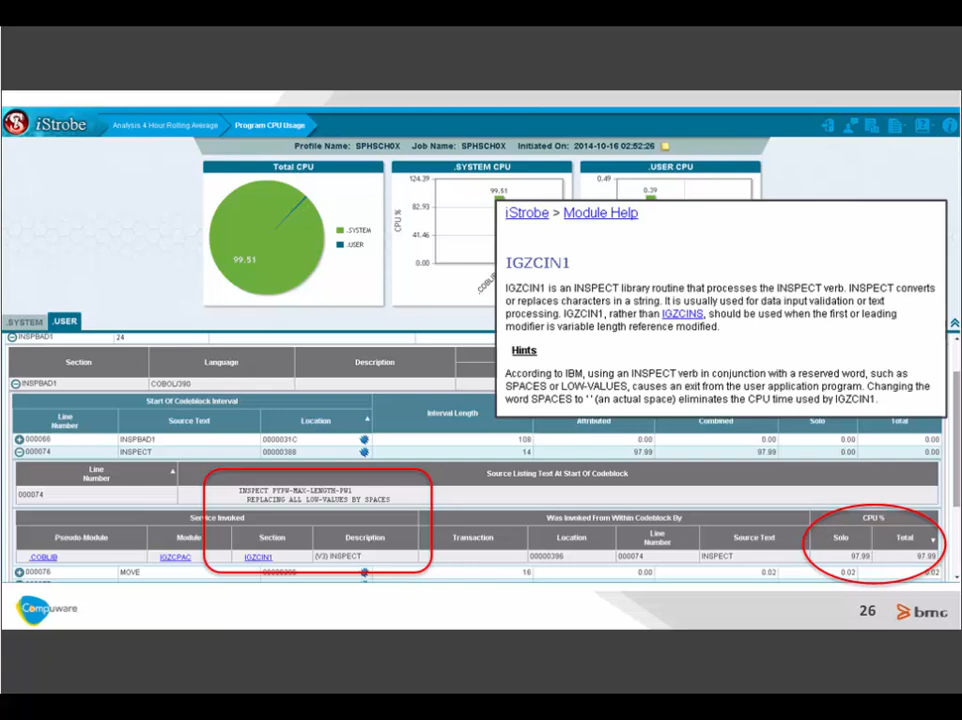 iStrobe
Analysis 4 Hour Rolling Average
Program CPU Usage
Profile Name: SPHSCH0X Job Name: SPHSCH0X Initiated On: 2014-10-16 02:52:26
Total CPU
99.51
.SYSTEM
.USER
.SYSTEM CPU
CPU %
124.39
82.93
41.46
0.00
99.51
.USER CPU
0.49
0.39
iStrobe > Module Help
IGZCIN1
IGZCIN1 is an INSPECT library routine that processes the INSPECT verb. INSPECT converts
or replaces characters in a string. It is usually used for data input validation or text
processing. IGZCIN1, rather than IGZCINS, should be used when the first or leading
modifier is variable length reference modified.
Hints
According to IBM, using an INSPECT verb in conjunction with a reserved word, such as
SPACES or LOW-VALUES, causes an exit from the user application program. Changing the
word SPACES to ' ' (an actual space) eliminates the CPU time used by IGZCIN1.
.SYSTEM .USER
INSPBAD1 24
Section Language Description
INSPBAD1 COBOL/390
Start Of Codeblock Interval
Line Number Source Text Location Interval Length Attributed Combined Solo Total
000066 INSPBAD1 0000031C 108 0.00 0.00 0.00 0.00
000074 INSPECT 00000388 14 97.99 97.99 0.00 0.00
Line Number Source Listing Text At Start Of Codeblock
000074 INSPECT PYPW-MAX-LENGTH-PW1
REPLACING ALL LOW-VALUES BY SPACES
Service Invoked Was Invoked From Within Codeblock By CPU %
Pseudo-Module Module Section Description Transaction Location Line Number Source Text Solo Total
.COBLIB IGZCPAC IGZCIN1 (V3) INSPECT 00000396 000074 INSPECT 97.99 97.99
000076 MOVE 16 0.00 0.02 0.02 0.02
Compuware
26
bmc